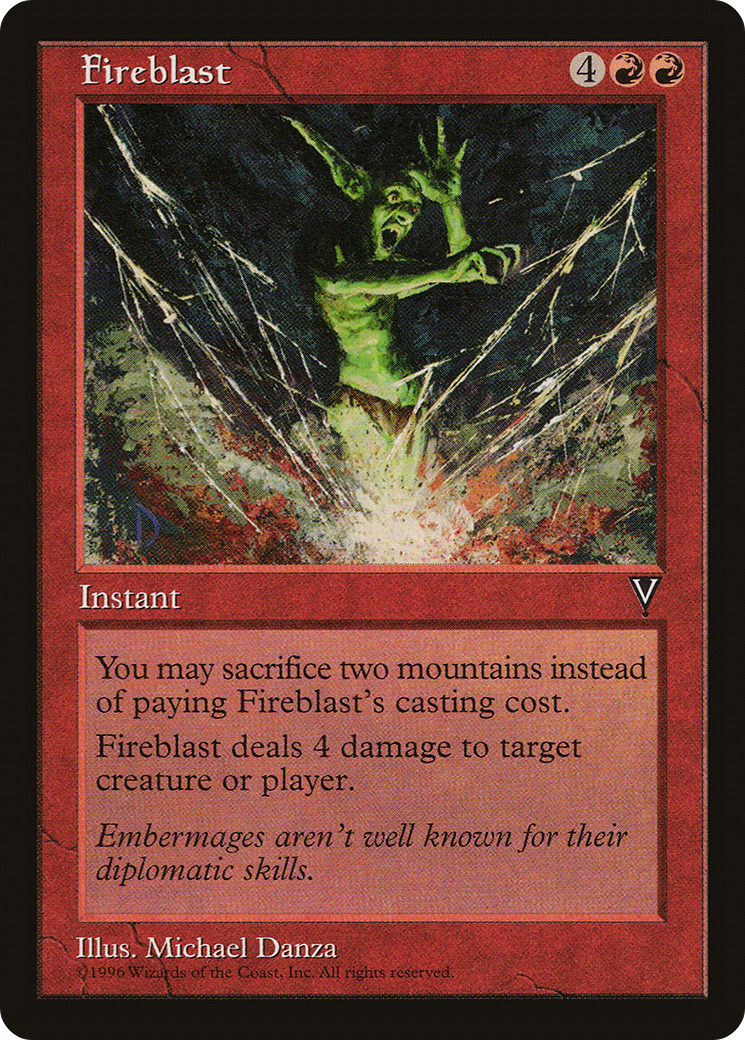 Fireblast 4
D
Instant V
You may sacrifice two mountains instead
of paying Fireblast's casting cost.
Fireblast deals 4 damage to target
creature or player.
Embermages aren't well known for their
diplomatic skills.
Illus. Michael Danza
©1996 Wizards of the Coast, Inc. All rights reserved.